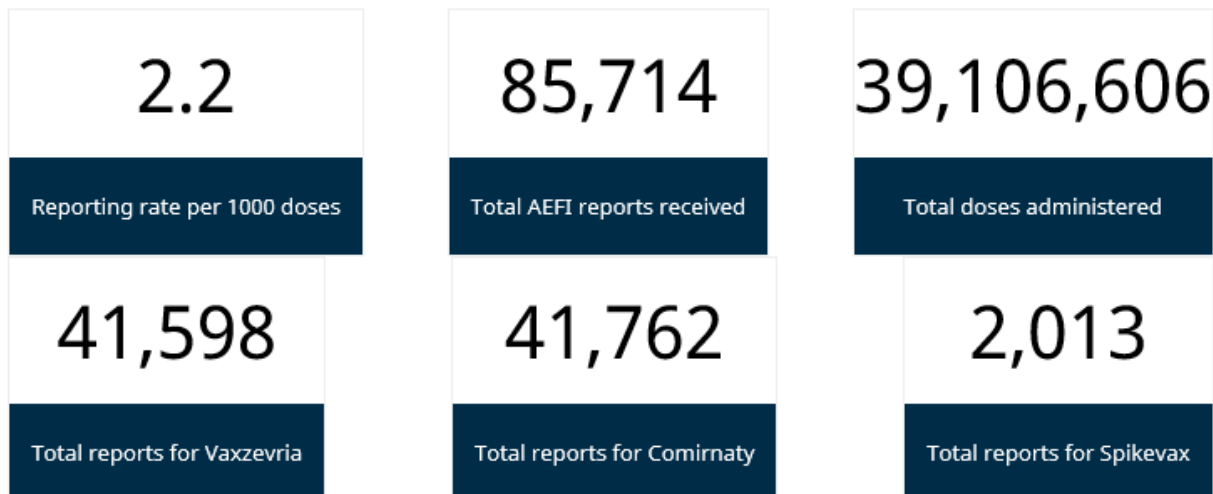 2.2
85,714
39,106,606
Reporting rate per 1000 doses
Total AEFI reports received
Total doses administered
41,598
41,762
2,013
Total reports for Vaxzevria
Total reports for Comirnaty
Total reports for Spikevax